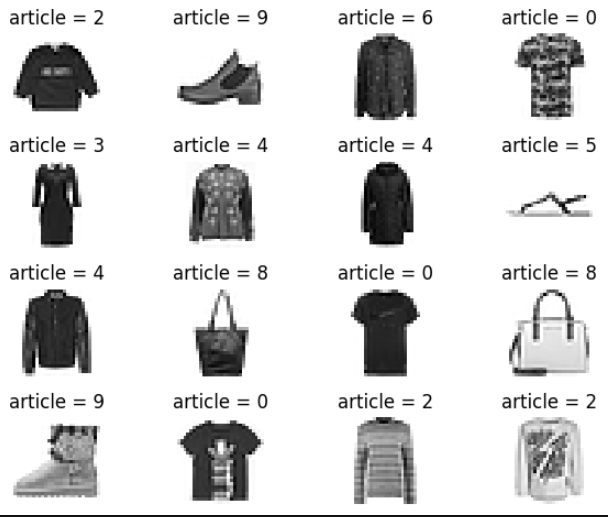 article = 2 article = 9 article = 6 article = 0
article = 3 article = 4 article = 4 article = 5
article = 4 article = 8 article = 0 article = 8
article = 9 article = 0 article = 2 article = 2